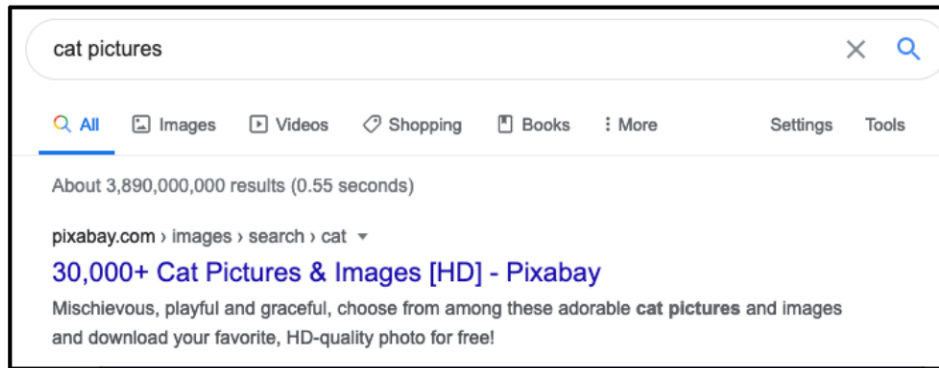 cat pictures
All Images Videos Shopping Books More Settings Tools
About 3,890,000,000 results (0.55 seconds)
pixabay.com › images › search › cat
30,000+ Cat Pictures & Images [HD] - Pixabay
Mischievous, playful and graceful, choose from among these adorable cat pictures and images
and download your favorite, HD-quality photo for free!